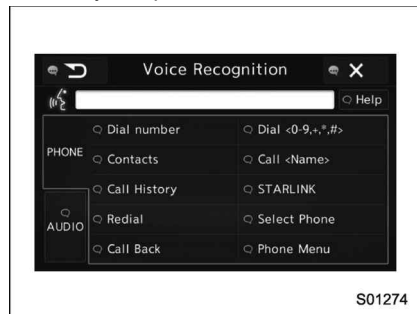 Voice Recognition
Help
PHONE
Dial number
Dial <0-9,+,*,#>
Contacts
Call <Name>
Call History
STARLINK
AUDIO
Redial
Select Phone
Call Back
Phone Menu
S01274